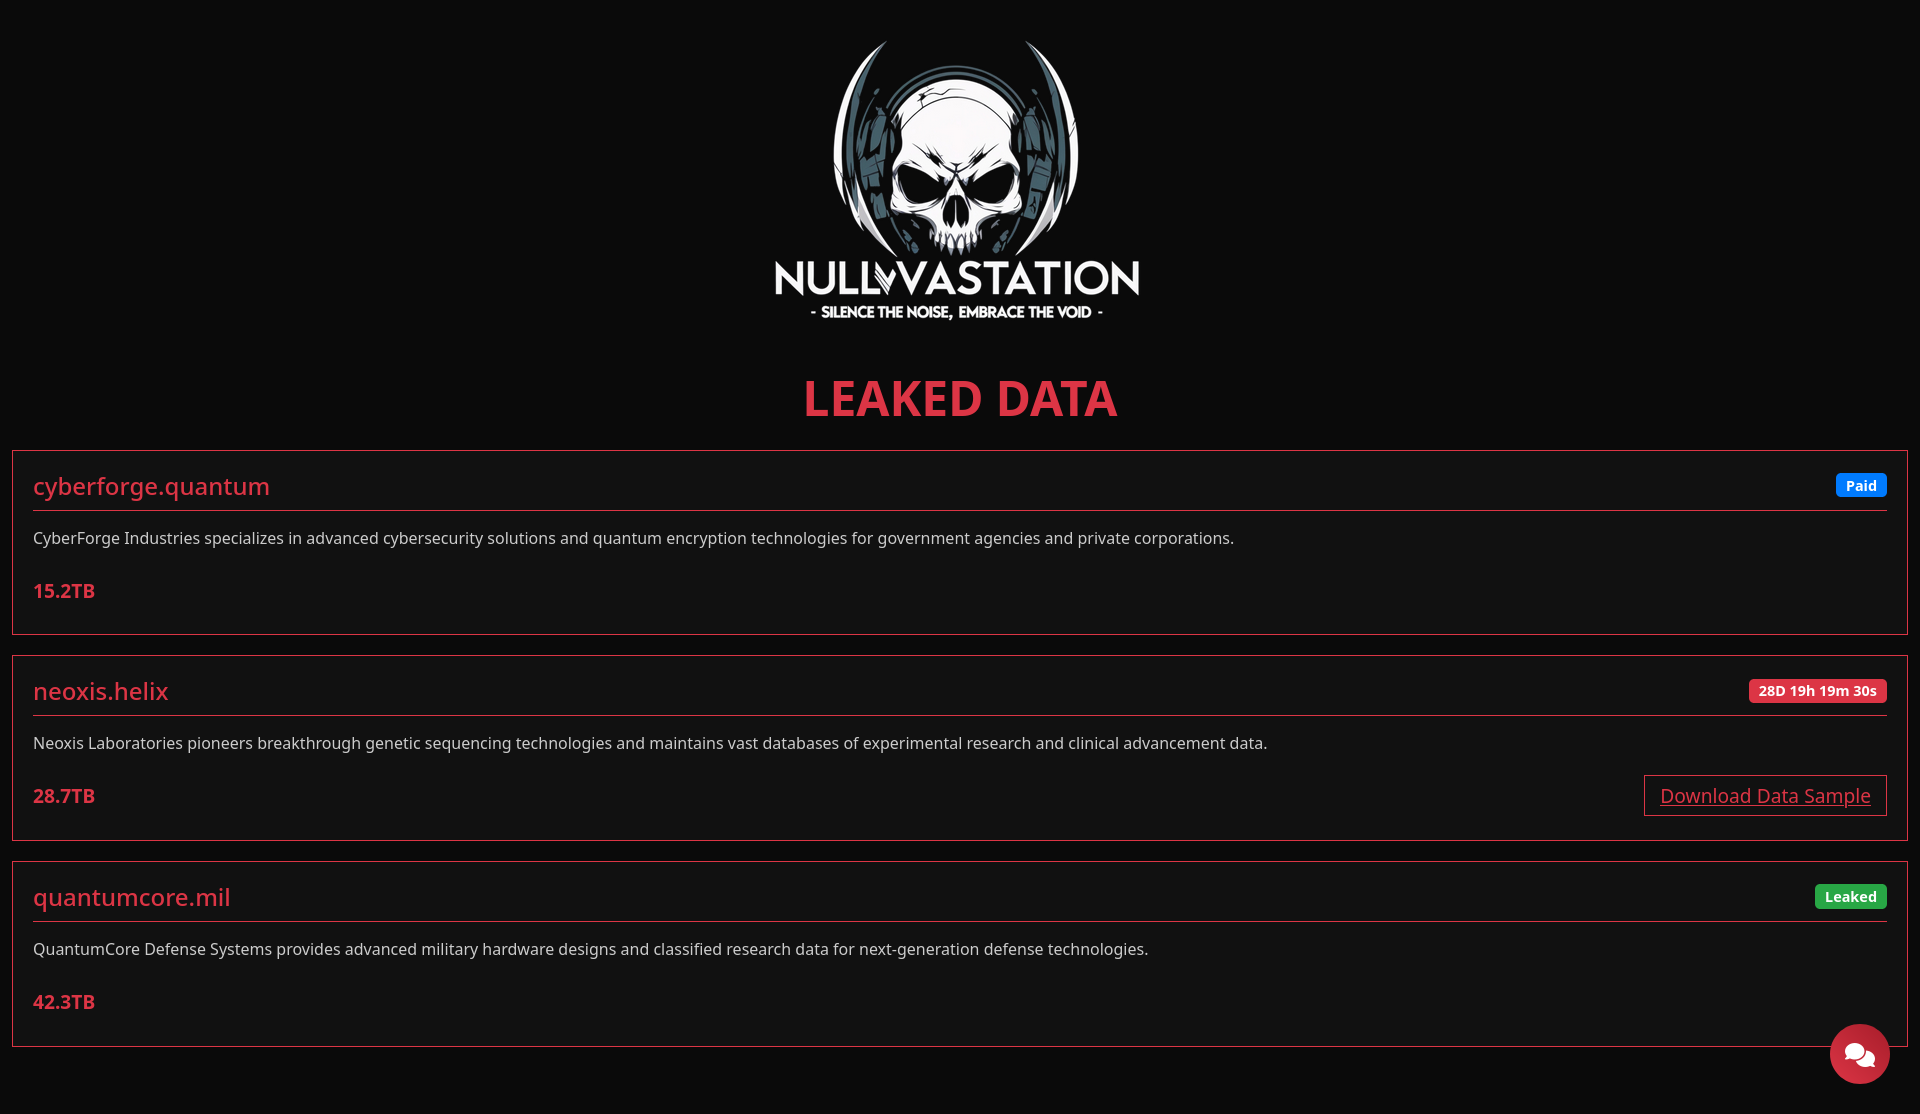 NULLVASTATION
- SILENCE THE NOISE, EMBRACE THE VOID -
LEAKED DATA
cyberforge.quantum
Paid
CyberForge Industries specializes in advanced cybersecurity solutions and quantum encryption technologies for government agencies and private corporations.
15.2TB
neoxis.helix
28D 19h 19m 30s
Neoxis Laboratories pioneers breakthrough genetic sequencing technologies and maintains vast databases of experimental research and clinical advancement data.
28.7TB
Download Data Sample
quantumcore.mil
Leaked
QuantumCore Defense Systems provides advanced military hardware designs and classified research data for next-generation defense technologies.
42.3TB